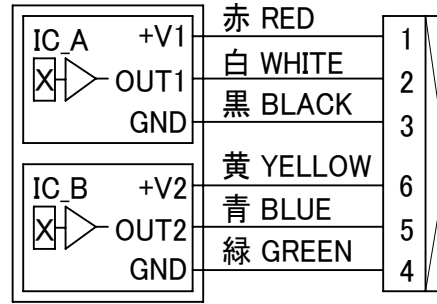 IC_A
+V1
赤 RED
1
X
OUT1
白 WHITE
2
GND
黒 BLACK
3
IC_B
+V2
黄 YELLOW
6
X
OUT2
青 BLUE
5
GND
緑 GREEN
4